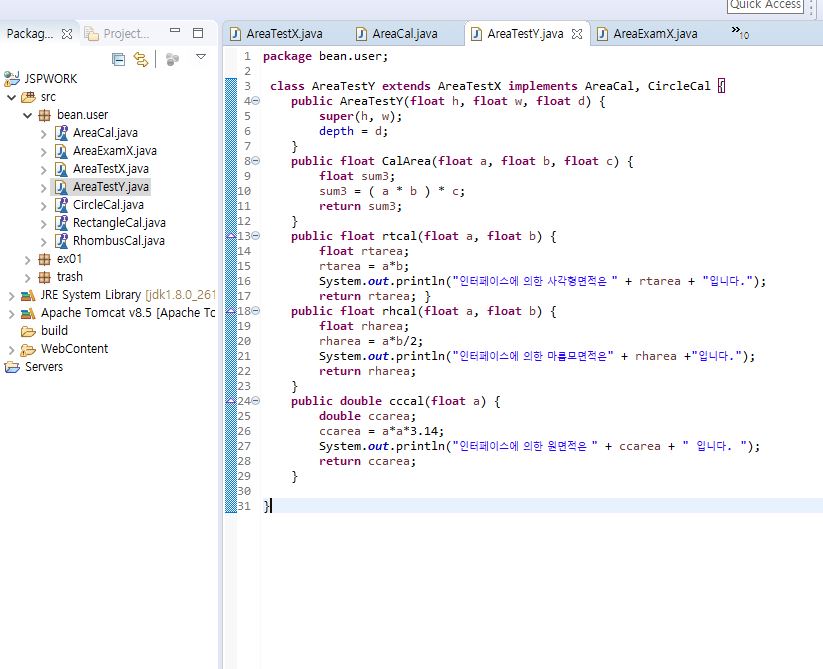 Quick Access
Packag...
Project...
AreaTestX.java
AreaCal.java
AreaTestY.java
AreaExamX.java
»10
JSPWORK
src
bean.user
AreaCal.java
AreaExamX.java
AreaTestX.java
AreaTestY.java
CircleCal.java
RectangleCal.java
RhombusCal.java
ex01
trash
JRE System Library [jdk1.8.0_261
Apache Tomcat v8.5 [Apache To
build
WebContent
Servers
1 package bean.user;
2
3 class AreaTestY extends AreaTestX implements AreaCal, CircleCal {
4 public AreaTestY(float h, float w, float d) {
5 super(h, w);
6 depth = d;
7 }
8 public float CalArea(float a, float b, float c) {
9 float sum3;
10 sum3 = ( a * b ) * c;
11 return sum3;
12 }
13 public float rtcal(float a, float b) {
14 float rtarea;
15 rtarea = a*b;
16 System.out.println("인터페이스에 의한 사각형면적은 " + rtarea + "입니다.");
17 return rtarea; }
18 public float rhcal(float a, float b) {
19 float rharea;
20 rharea = a*b/2;
21 System.out.println("인터페이스에 의한 마름모면적은" + rharea +"입니다.");
22 return rharea;
23 }
24 public double cccal(float a) {
25 double ccarea;
26 ccarea = a*a*3.14;
27 System.out.println("인터페이스에 의한 원면적은 " + ccarea + " 입니다. ");
28 return ccarea;
29 }
30
31 }